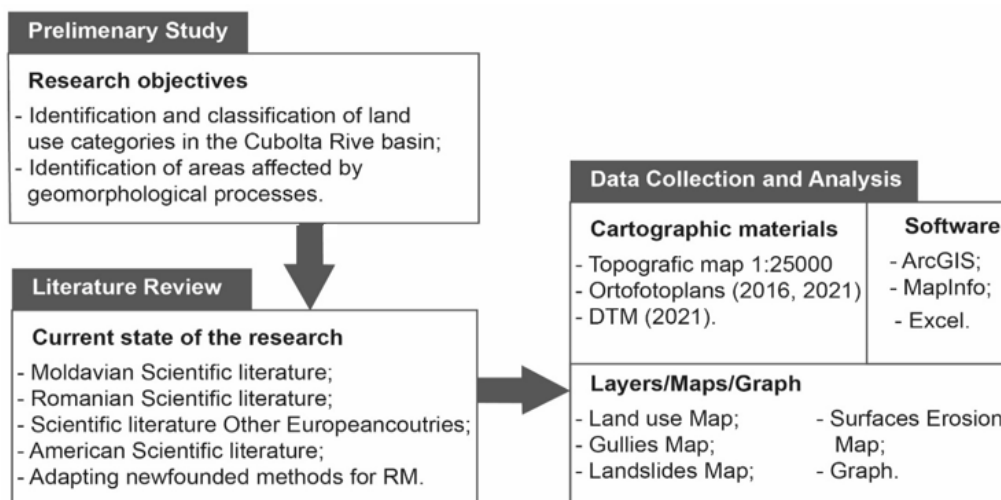 Prelimenary Study
Research objectives
- Identification and classification of land
use categories in the Cubolta Rive basin;
- Identification of areas affected by
geomorphological processes.
Literature Review
Current state of the research
- Moldavian Scientific literature;
- Romanian Scientific literature;
- Scientific literature Other Europeancoutries;
- American Scientific literature;
- Adapting newfounded methods for RM.
Data Collection and Analysis
Cartographic materials
- Topografic map 1:25000
- Ortofotoplans (2016, 2021)
- DTM (2021).
Software
- ArcGIS;
- MapInfo;
- Excel.
Layers/Maps/Graph
- Land use Map;
- Gullies Map;
- Landslides Map;
- Surfaces Erosion
Map;
- Graph.